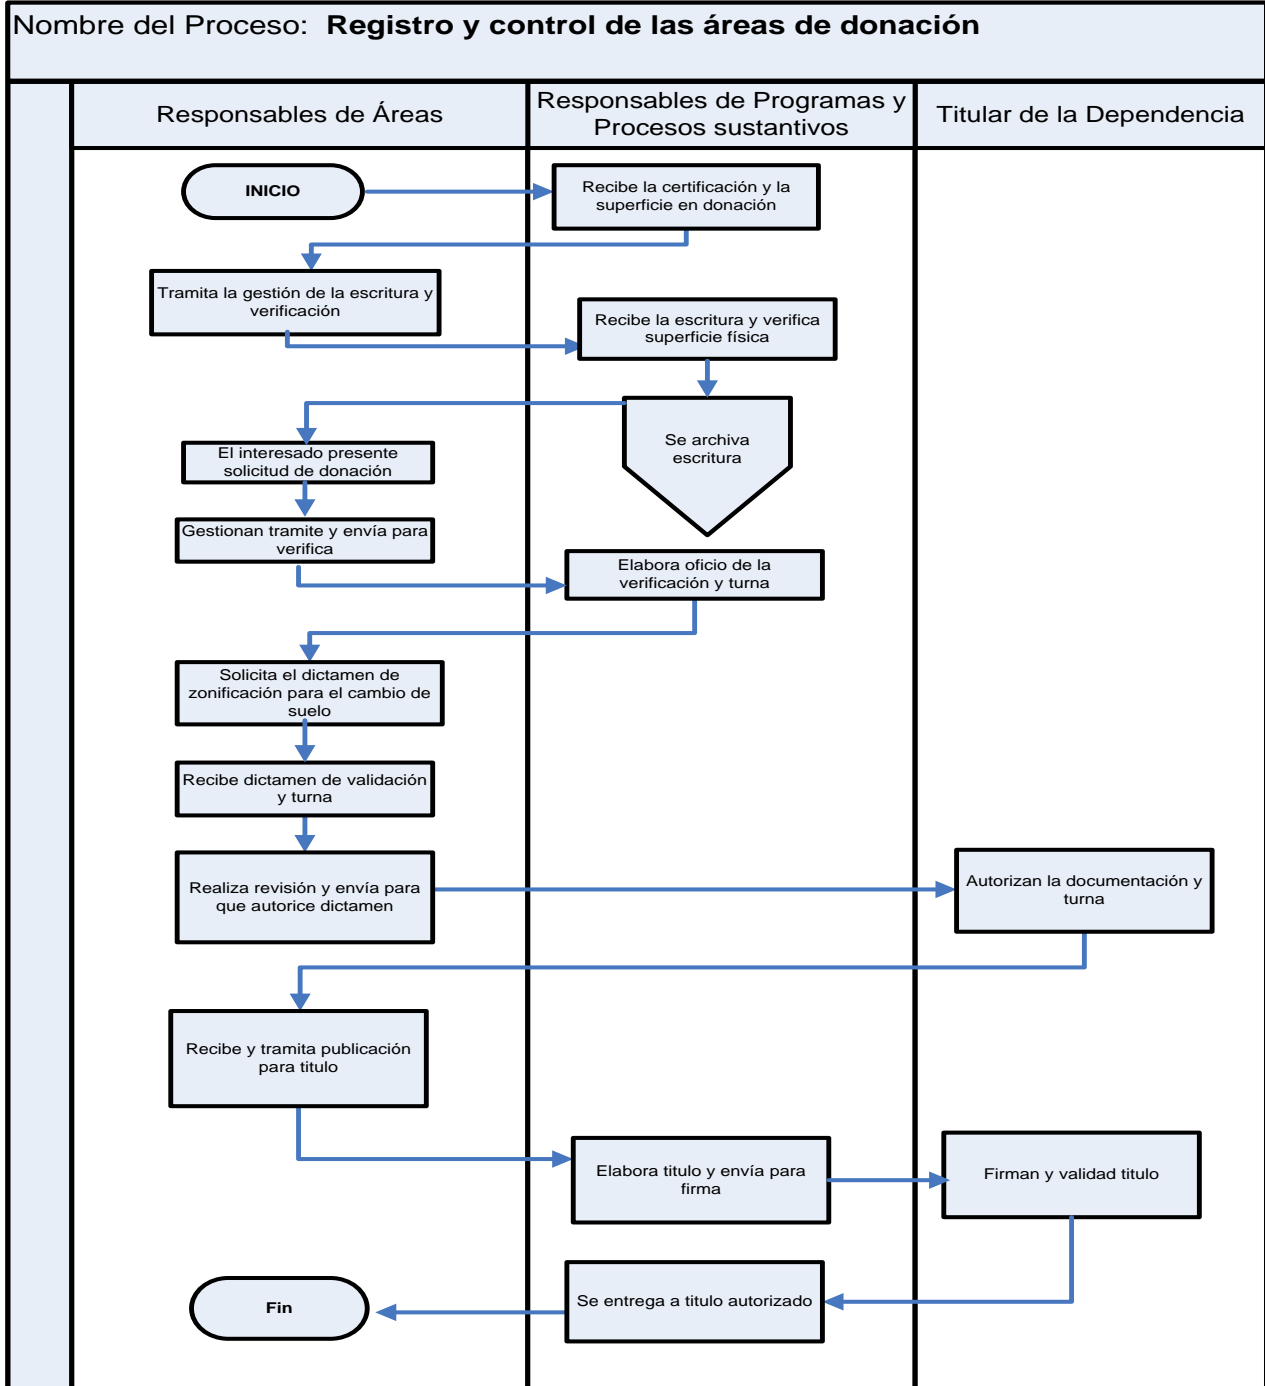 Nombre del Proceso: Registro y control de las áreas de donación
Responsables de Áreas
Responsables de Programas y
Procesos sustantivos
Titular de la Dependencia
INICIO
Recibe la certificación y la
superficie en donación
Tramita la gestión de la escritura y
verificación
Recibe la escritura y verifica
superficie física
Se archiva
escritura
El interesado presente
solicitud de donación
Gestionan tramite y envía para
verifica
Elabora oficio de la
verificación y turna
Solicita el dictamen de
zonificación para el cambio de
suelo
Recibe dictamen de validación
y turna
Realiza revisión y envía para
que autorice dictamen
Autorizan la documentación y
turna
Recibe y tramita publicación
para titulo
Elabora titulo y envía para
firma
Firman y validad titulo
Se entrega a titulo autorizado
Fin